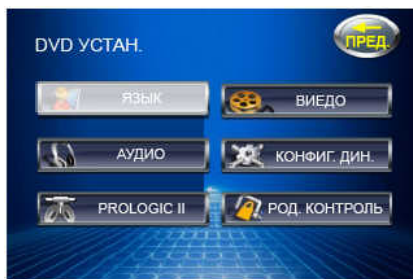 DVD УСТАН.
ПРЕД.
ЯЗЫК
ВИЕДО
АУДИО
КОНФИГ. ДИН.
PROLOGIC II
РОД. КОНТРОЛЬ